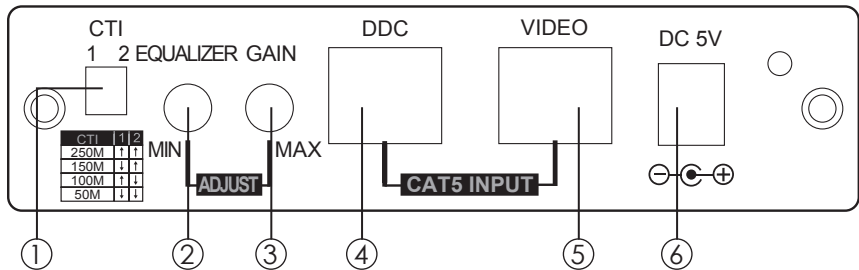 CTI
DDC
VIDEO
DC 5V
1 2 EQUALIZER GAIN
CTI 1 2
250M ↑ ↑
150M ↓ ↑
100M ↑ ↓
50M ↓ ↓
MIN
MAX
ADJUST
CAT5 INPUT
1
2
3
4
5
6